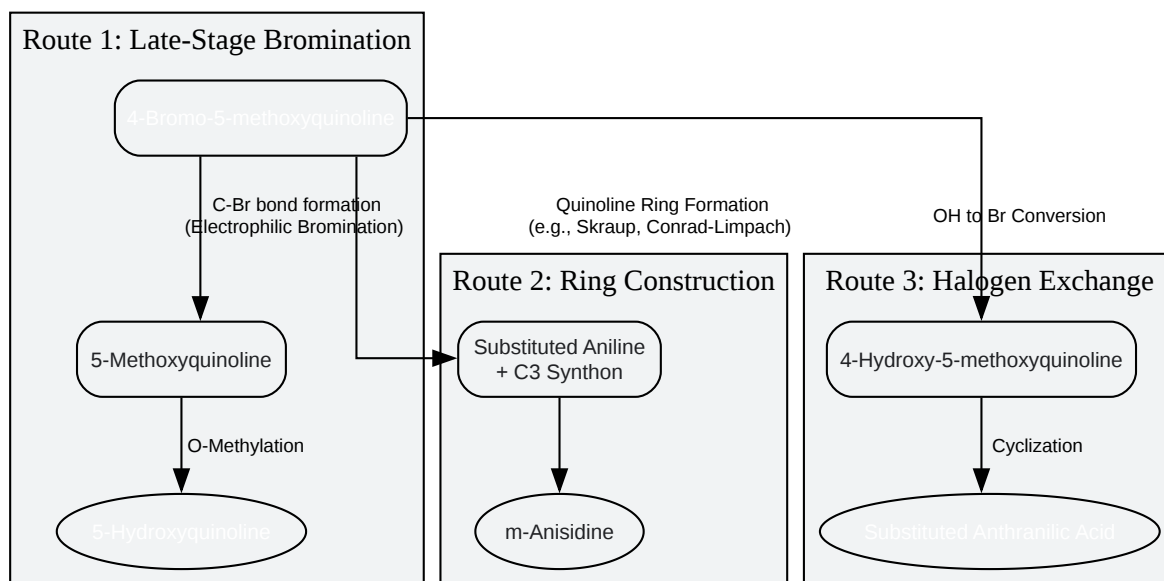 Route 1: Late-Stage Bromination
4-Bromo-5-methoxyquinoline
C-Br bond formation
(Electrophilic Bromination)
Quinoline Ring Formation
(e.g., Skraup, Conrad-Limpach)
OH to Br Conversion
Route 2: Ring Construction
Route 3: Halogen Exchange
5-Methoxyquinoline
Substituted Aniline
+ C3 Synthon
4-Hydroxy-5-methoxyquinoline
O-Methylation
Cyclization
5-Hydroxyquinoline
m-Anisidine
Substituted Anthranilic Acid